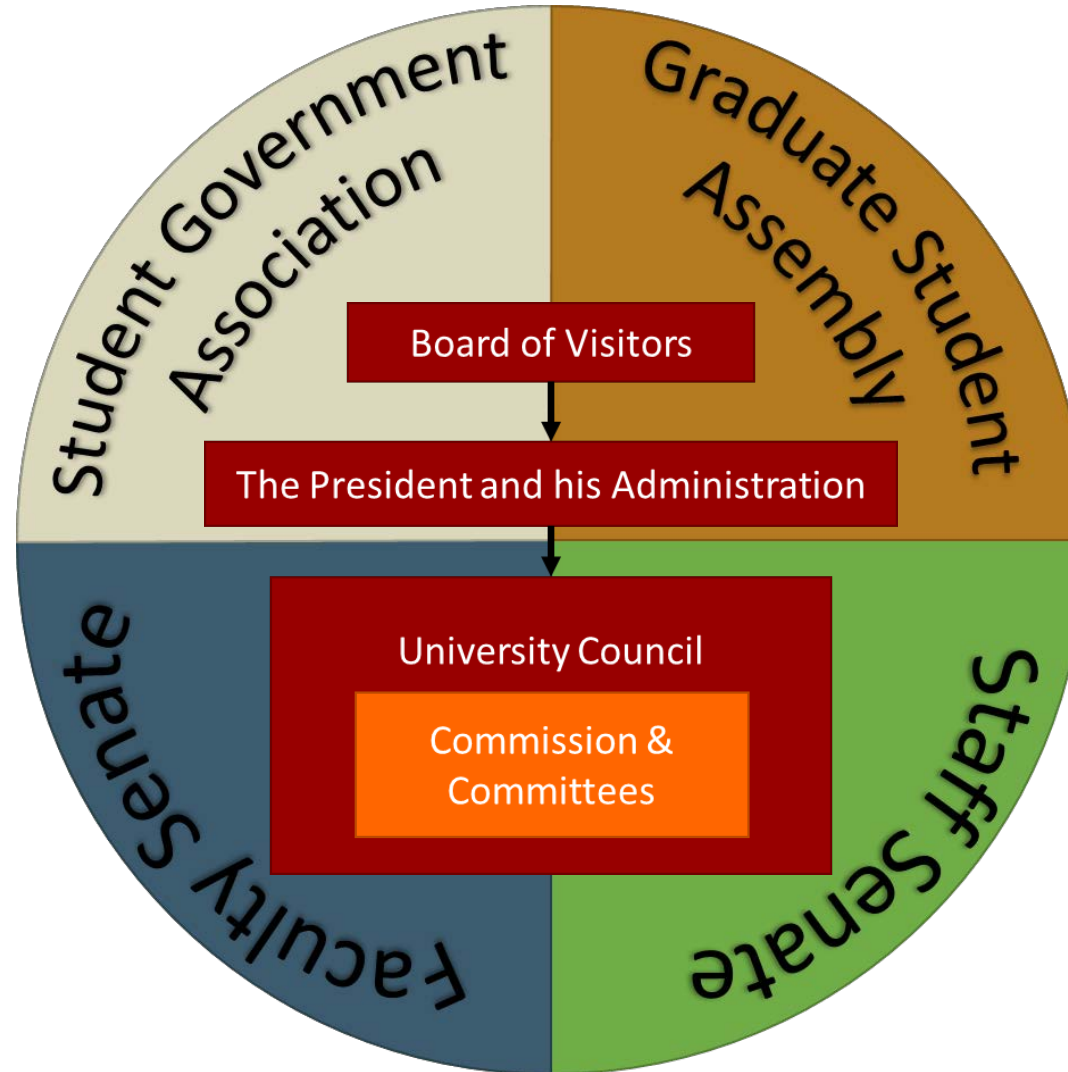 Student Government
Association
Graduate Student
Assembly
Board of Visitors
The President and his Administration
University Council
Commission &
Committees
Faculty Senate
Staff Senate